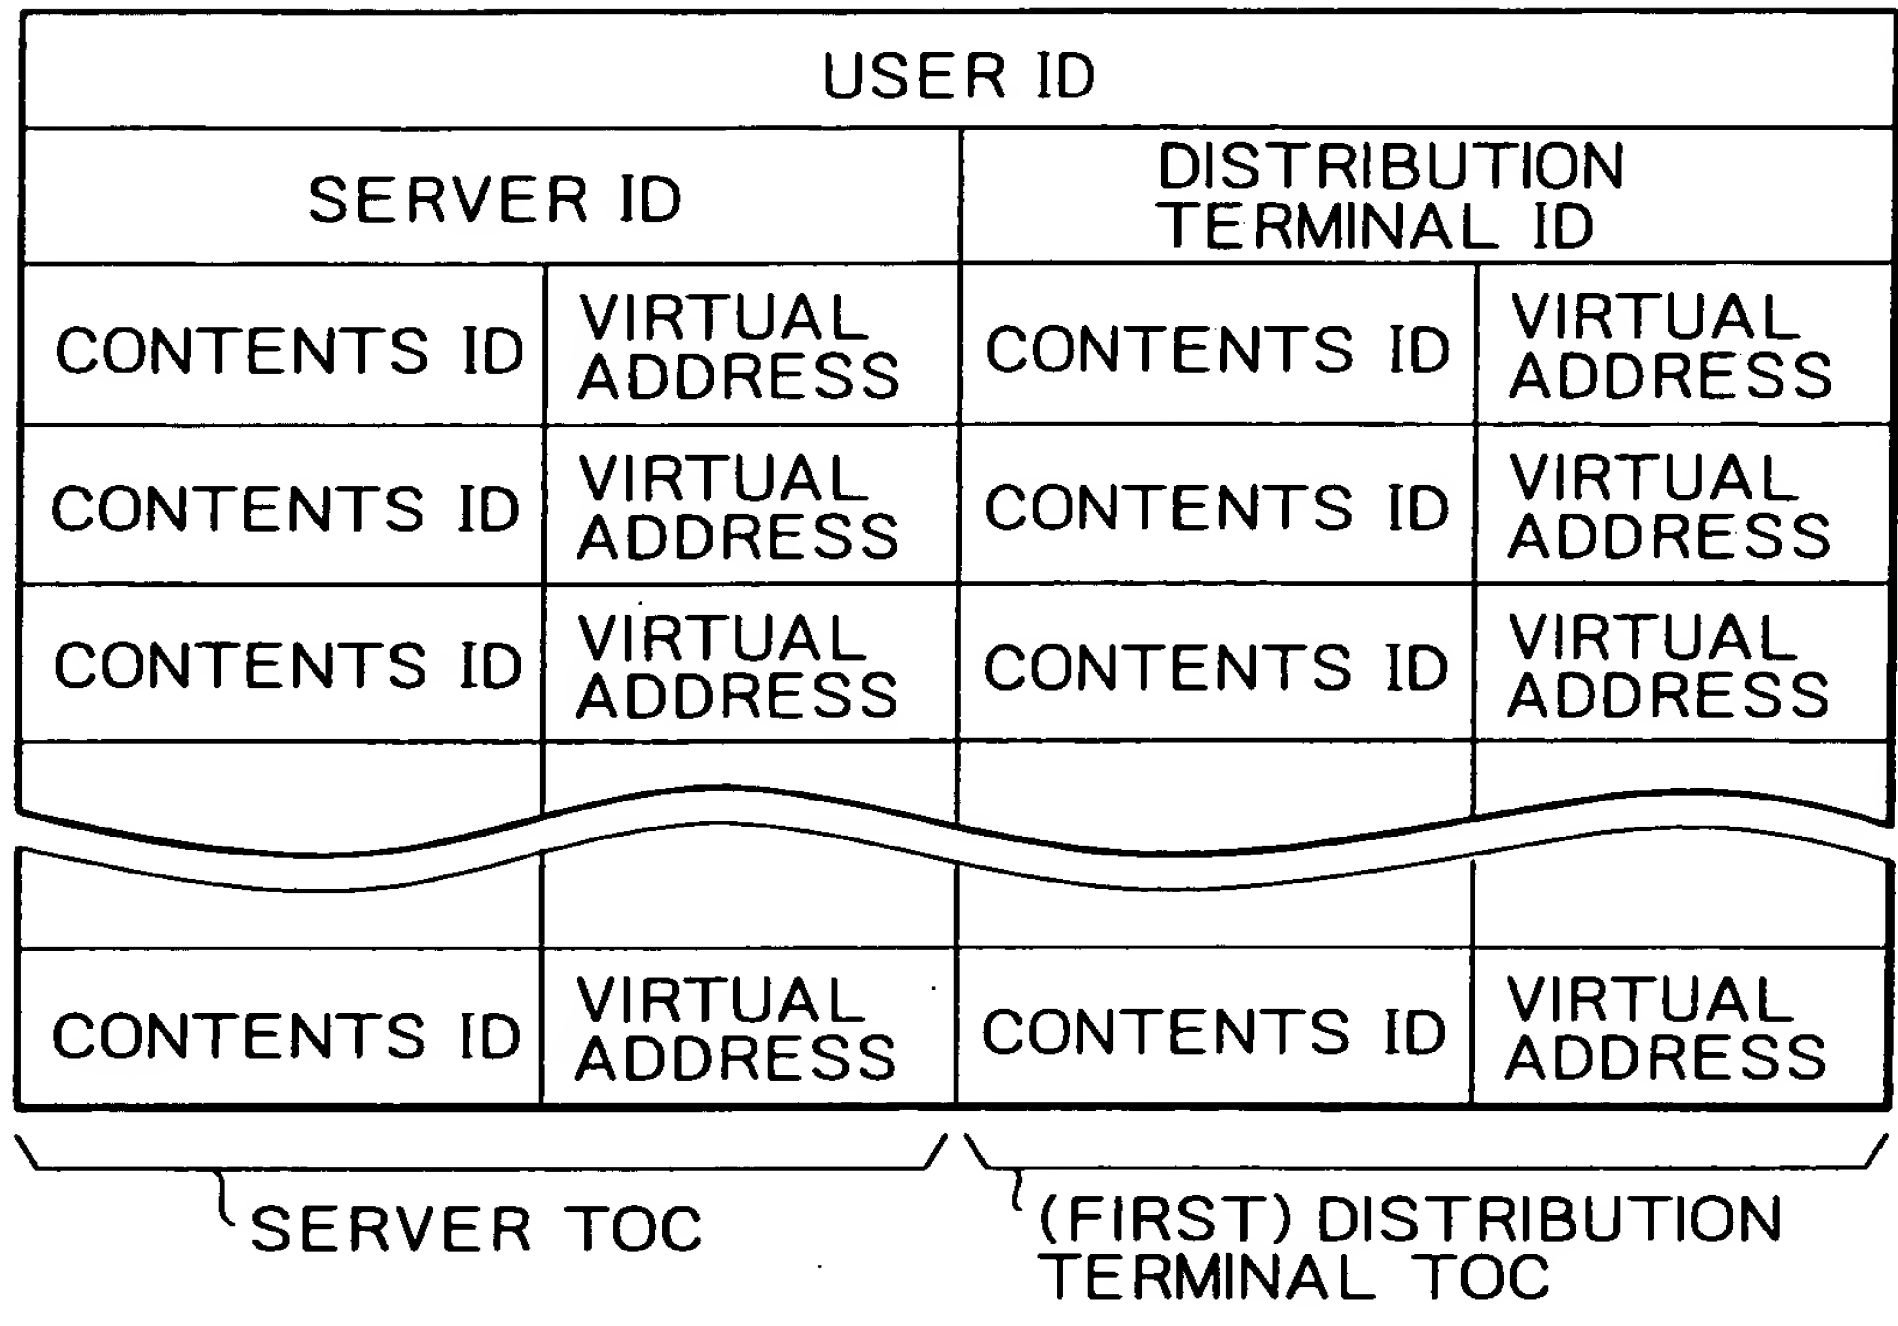 USER ID
SERVER ID
DISTRIBUTION
TERMINAL ID
CONTENTS ID
VIRTUAL
ADDRESS
CONTENTS ID
VIRTUAL
ADDRESS
CONTENTS ID
VIRTUAL
ADDRESS
CONTENTS ID
VIRTUAL
ADDRESS
CONTENTS ID
VIRTUAL
ADDRESS
CONTENTS ID
VIRTUAL
ADDRESS
CONTENTS ID
VIRTUAL
ADDRESS
CONTENTS ID
VIRTUAL
ADDRESS
SERVER TOC
(FIRST) DISTRIBUTION
TERMINAL TOC